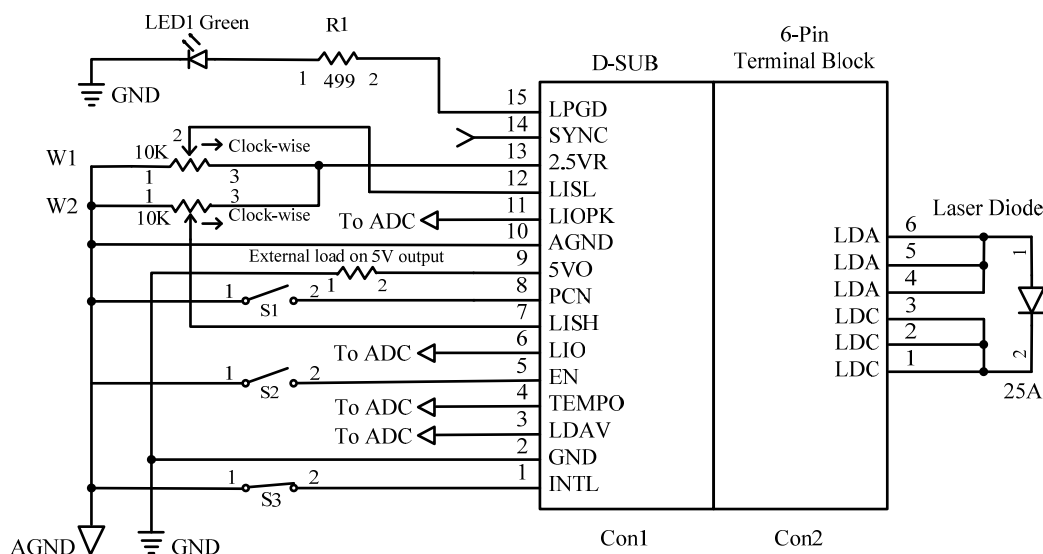 LED1 Green
R1
1 499 2
GND
D-SUB
6-Pin
Terminal Block
15 LPGD
14 SYNC
13 2.5VR
12 LISL
11 LIOPK
10 AGND
9 5VO
8 PCN
7 LISH
6 LIO
5 EN
4 TEMPO
3 LDAV
2 GND
1 INTL
W1
10K
2
Clock-wise
1 3
W2
1 3
10K
Clock-wise
To ADC
External load on 5V output
1 2
1 S1 2
To ADC
1 S2 2
To ADC
To ADC
1 S3 2
AGND
GND
Con1
Con2
Laser Diode
LDA 6
LDA 5
LDA 4
LDC 3
LDC 2
LDC 1
1
2
25A